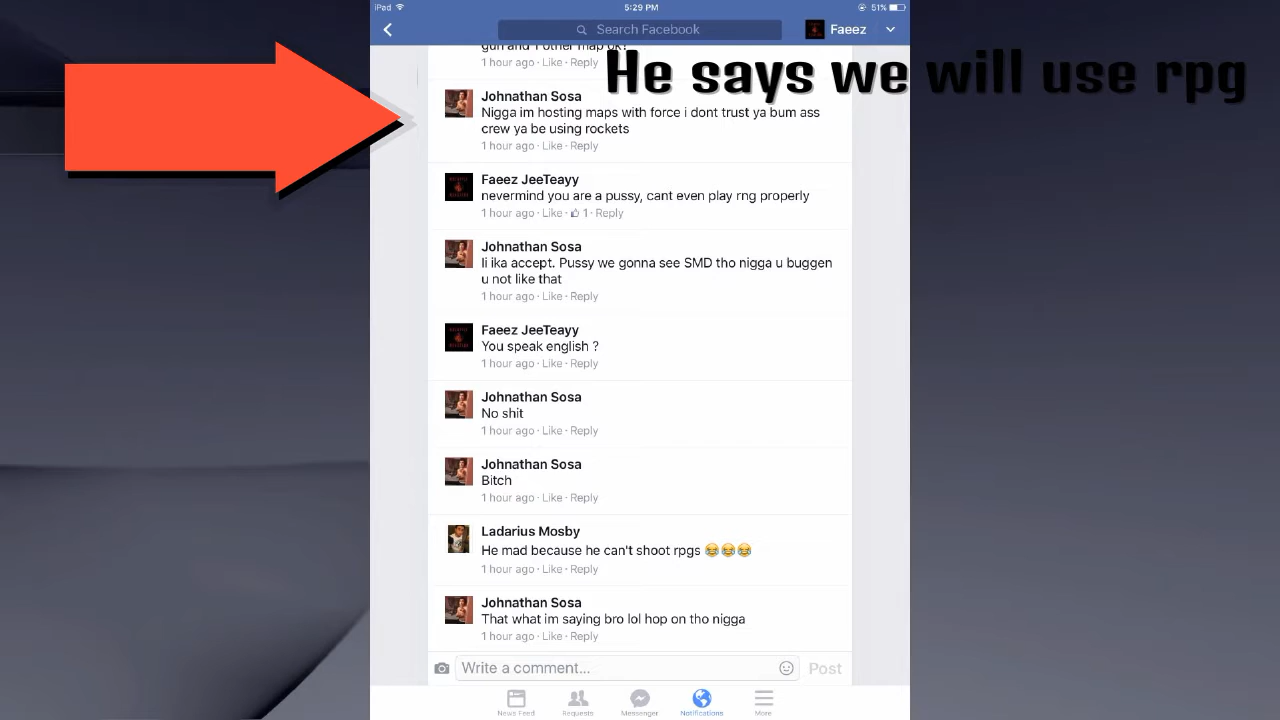 iPad 5:29 PM 51%
Search Facebook Faeez
gun and 1 other map ok?
1 hour ago · Like · Reply
He says we will use rpg
Johnathan Sosa
Nigga im hosting maps with force i dont trust ya bum ass
crew ya be using rockets
1 hour ago · Like · Reply
Faeez JeeTeayy
nevermind you are a pussy, cant even play rng properly
1 hour ago · Like · 1 · Reply
Johnathan Sosa
Ii ika accept. Pussy we gonna see SMD tho nigga u buggen
u not like that
1 hour ago · Like · Reply
Faeez JeeTeayy
You speak english ?
1 hour ago · Like · Reply
Johnathan Sosa
No shit
1 hour ago · Like · Reply
Johnathan Sosa
Bitch
1 hour ago · Like · Reply
Ladarius Mosby
He mad because he can't shoot rpgs 😂😂😂
1 hour ago · Like · Reply
Johnathan Sosa
That what im saying bro lol hop on tho nigga
1 hour ago · Like · Reply
Write a comment... Post
News Feed Requests Messenger Notifications More